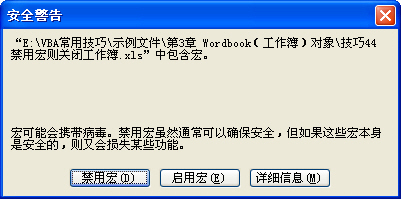 安全警告
“E:\VBA常用技巧\示例文件\第3章 Wordbook(工作簿)对象\技巧44
禁用宏则关闭工作簿.xls”中包含宏。
宏可能会携带病毒。禁用宏虽然通常可以确保安全，但如果这些宏本身
是安全的，则又会损失某些功能。
禁用宏(D) 启用宏(E) 详细信息(M)